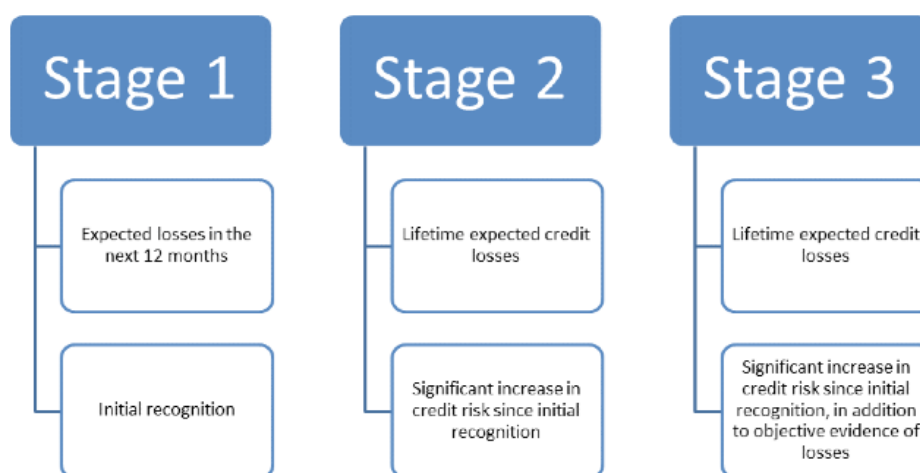 Stage 1
Expected losses in the
next 12 months
Initial recognition
Stage 2
Lifetime expected credit
losses
Significant increase in
credit risk since initial
recognition
Stage 3
Lifetime expected credit
losses
Significant increase in
credit risk since initial
recognition, in addition
to objective evidence of
losses